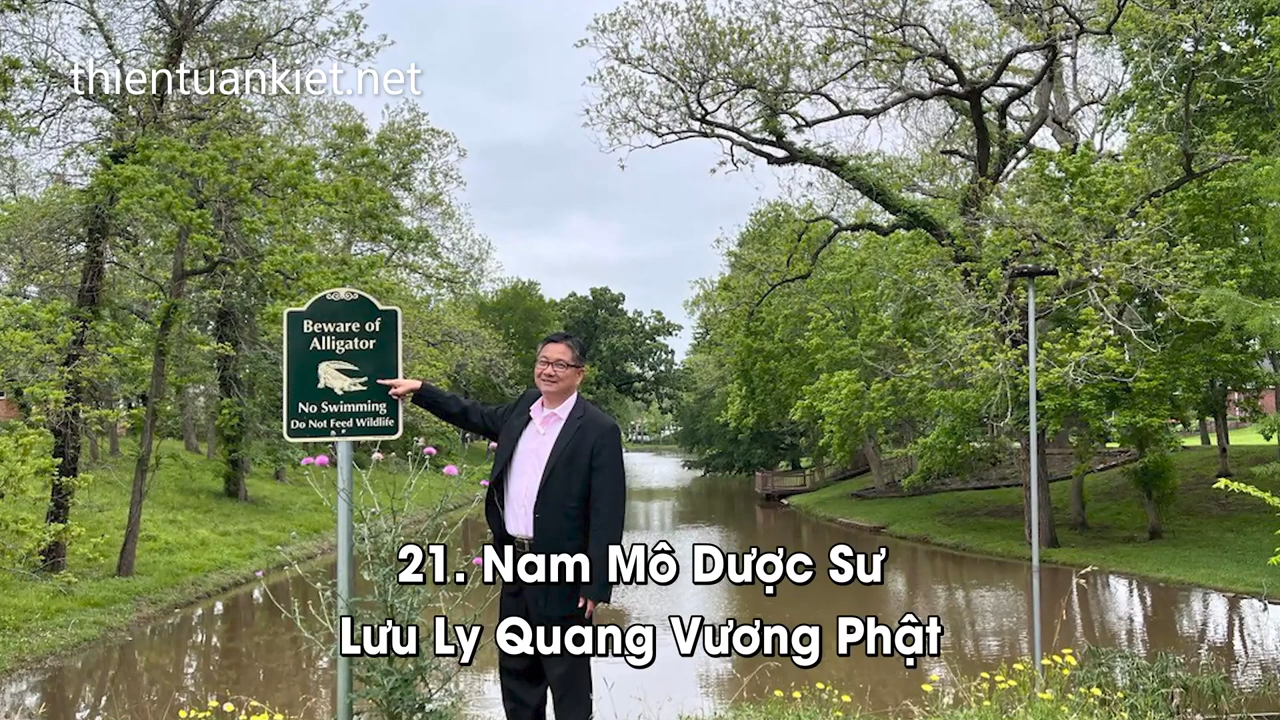 thientuankiet.net
Beware of
Alligator
No Swimming
Do Not Feed Wildlife
21. Nam Mô Dược Sư
Lưu Ly Quang Vương Phật